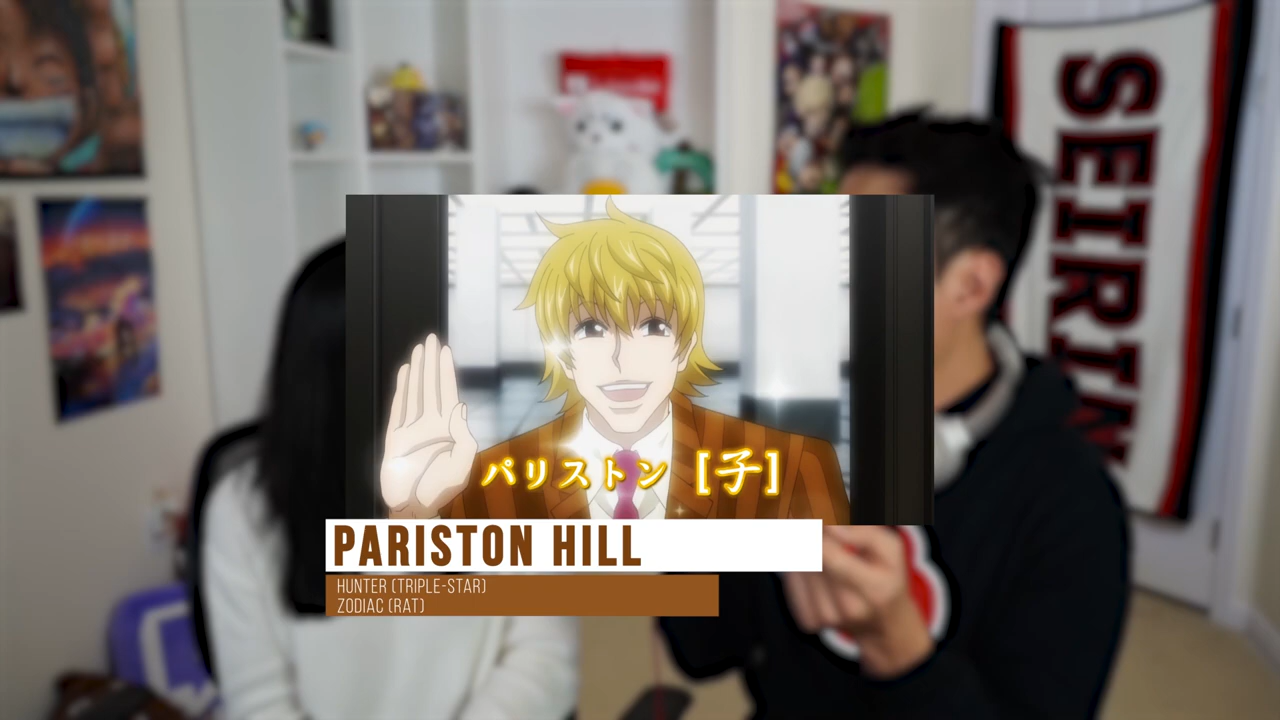 SEIRIN
パリストン [子]
PARISTON HILL
HUNTER (TRIPLE-STAR)
ZODIAC (RAT)